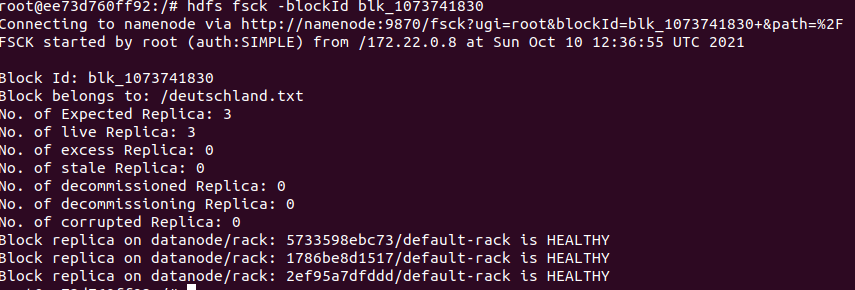 root@ee73d760ff92:/# hdfs fsck -blockId blk_1073741830
Connecting to namenode via http://namenode:9870/fsck?ugi=root&blockId=blk_1073741830+&path=%2F
FSCK started by root (auth:SIMPLE) from /172.22.0.8 at Sun Oct 10 12:36:55 UTC 2021

Block Id: blk_1073741830
Block belongs to: /deutschland.txt
No. of Expected Replica: 3
No. of live Replica: 3
No. of excess Replica: 0
No. of stale Replica: 0
No. of decommissioned Replica: 0
No. of decommissioning Replica: 0
No. of corrupted Replica: 0
Block replica on datanode/rack: 5733598ebc73/default-rack is HEALTHY
Block replica on datanode/rack: 1786be8d1517/default-rack is HEALTHY
Block replica on datanode/rack: 2ef95a7dfddd/default-rack is HEALTHY